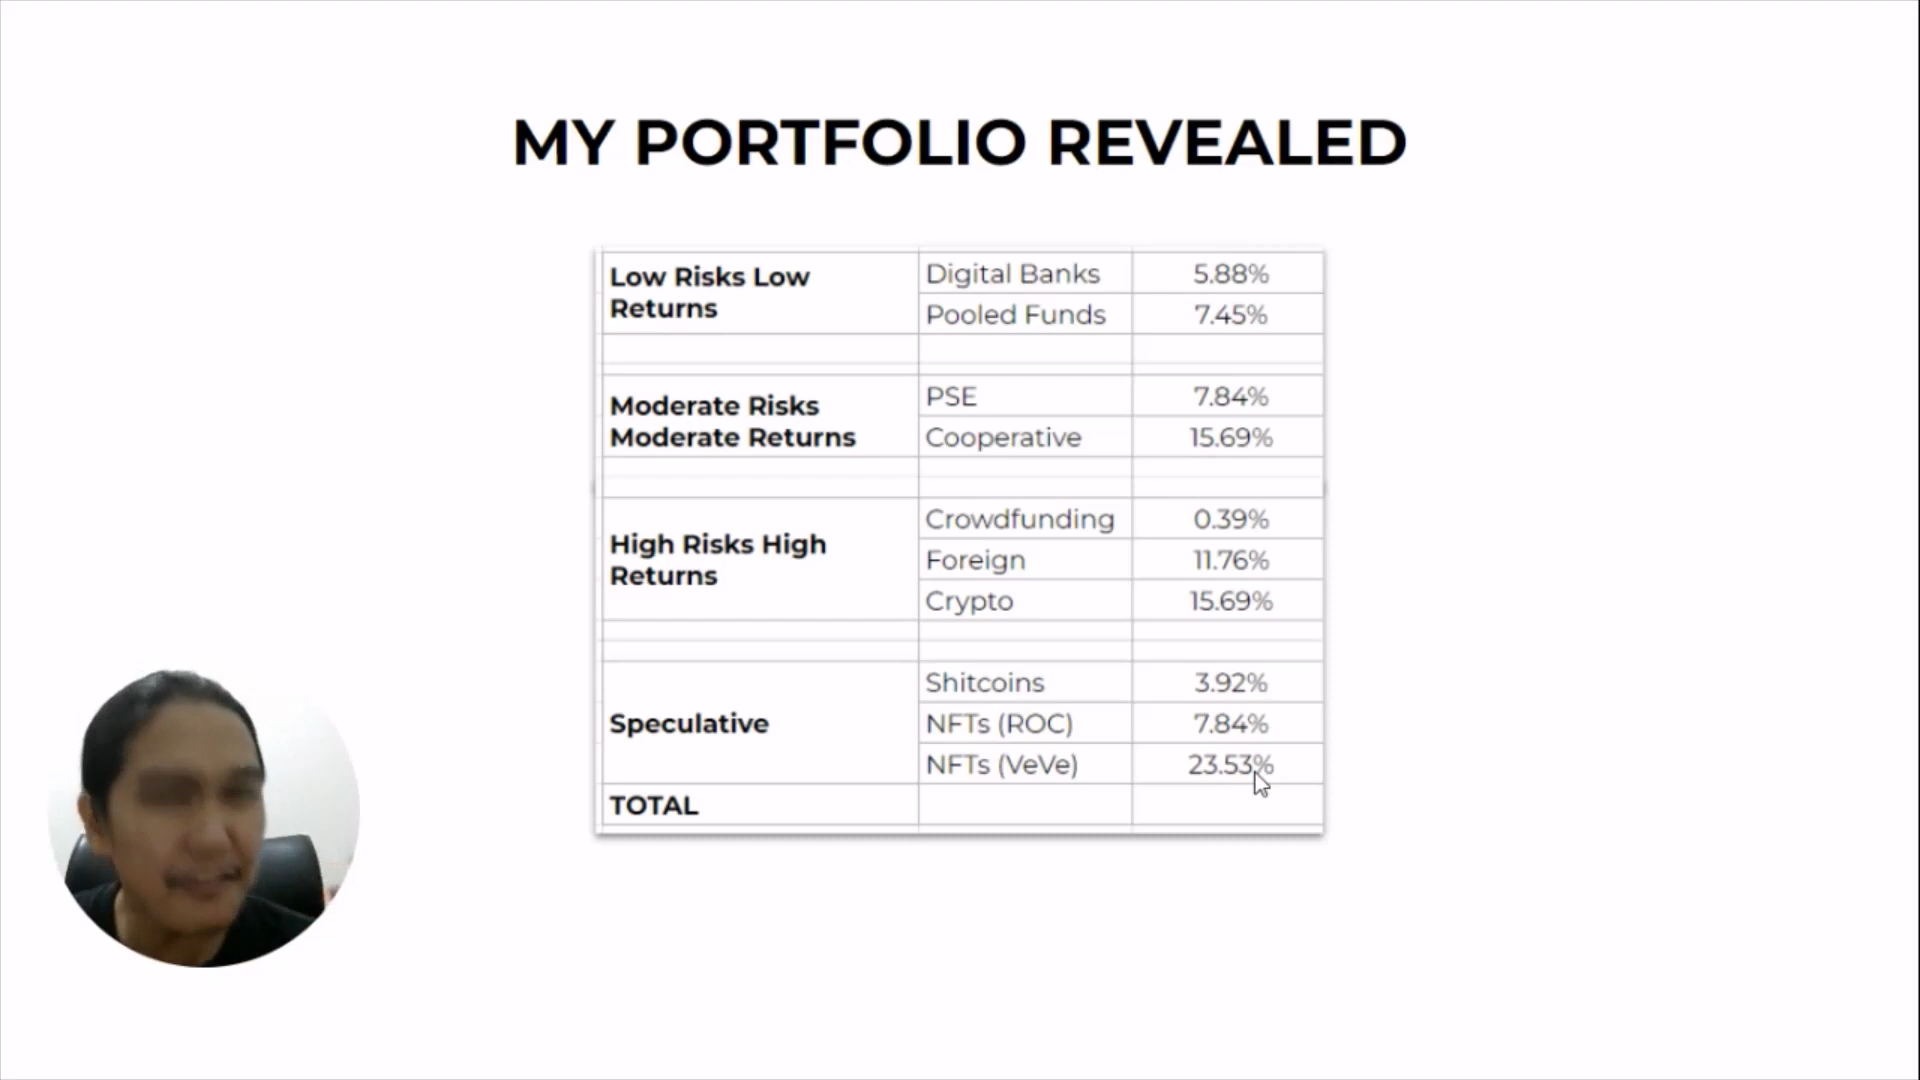 MY PORTFOLIO REVEALED
Low Risks Low
Returns
Digital Banks 5.88%
Pooled Funds 7.45%
Moderate Risks
Moderate Returns
PSE 7.84%
Cooperative 15.69%
High Risks High
Returns
Crowdfunding 0.39%
Foreign 11.76%
Crypto 15.69%
Speculative
Shitcoins 3.92%
NFTs (ROC) 7.84%
NFTs (VeVe) 23.53%
TOTAL